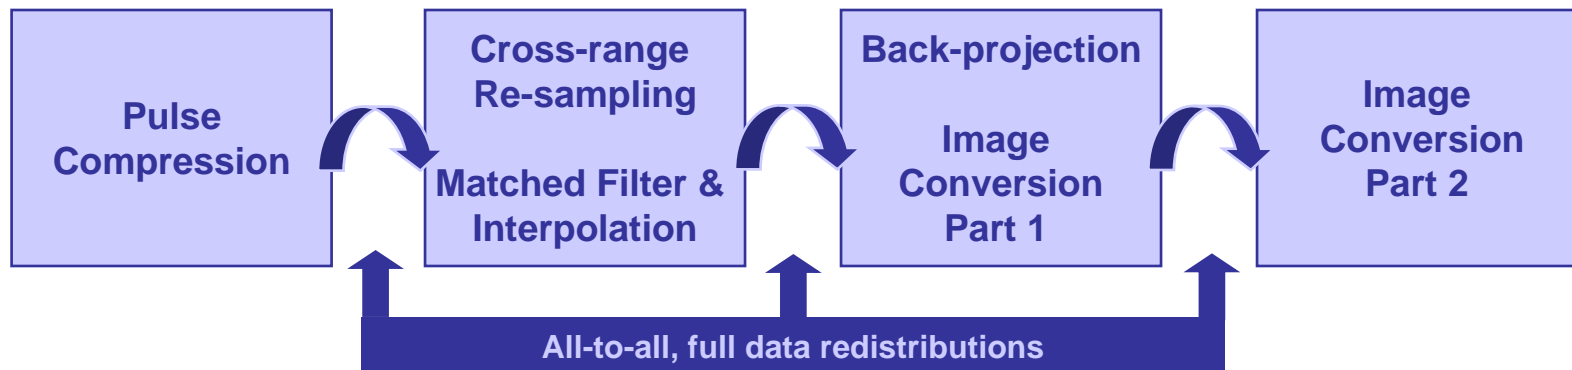 Pulse
Compression
Cross-range
Re-sampling
Matched Filter &
Interpolation
Back-projection
Image
Conversion
Part 1
Image
Conversion
Part 2
All-to-all, full data redistributions